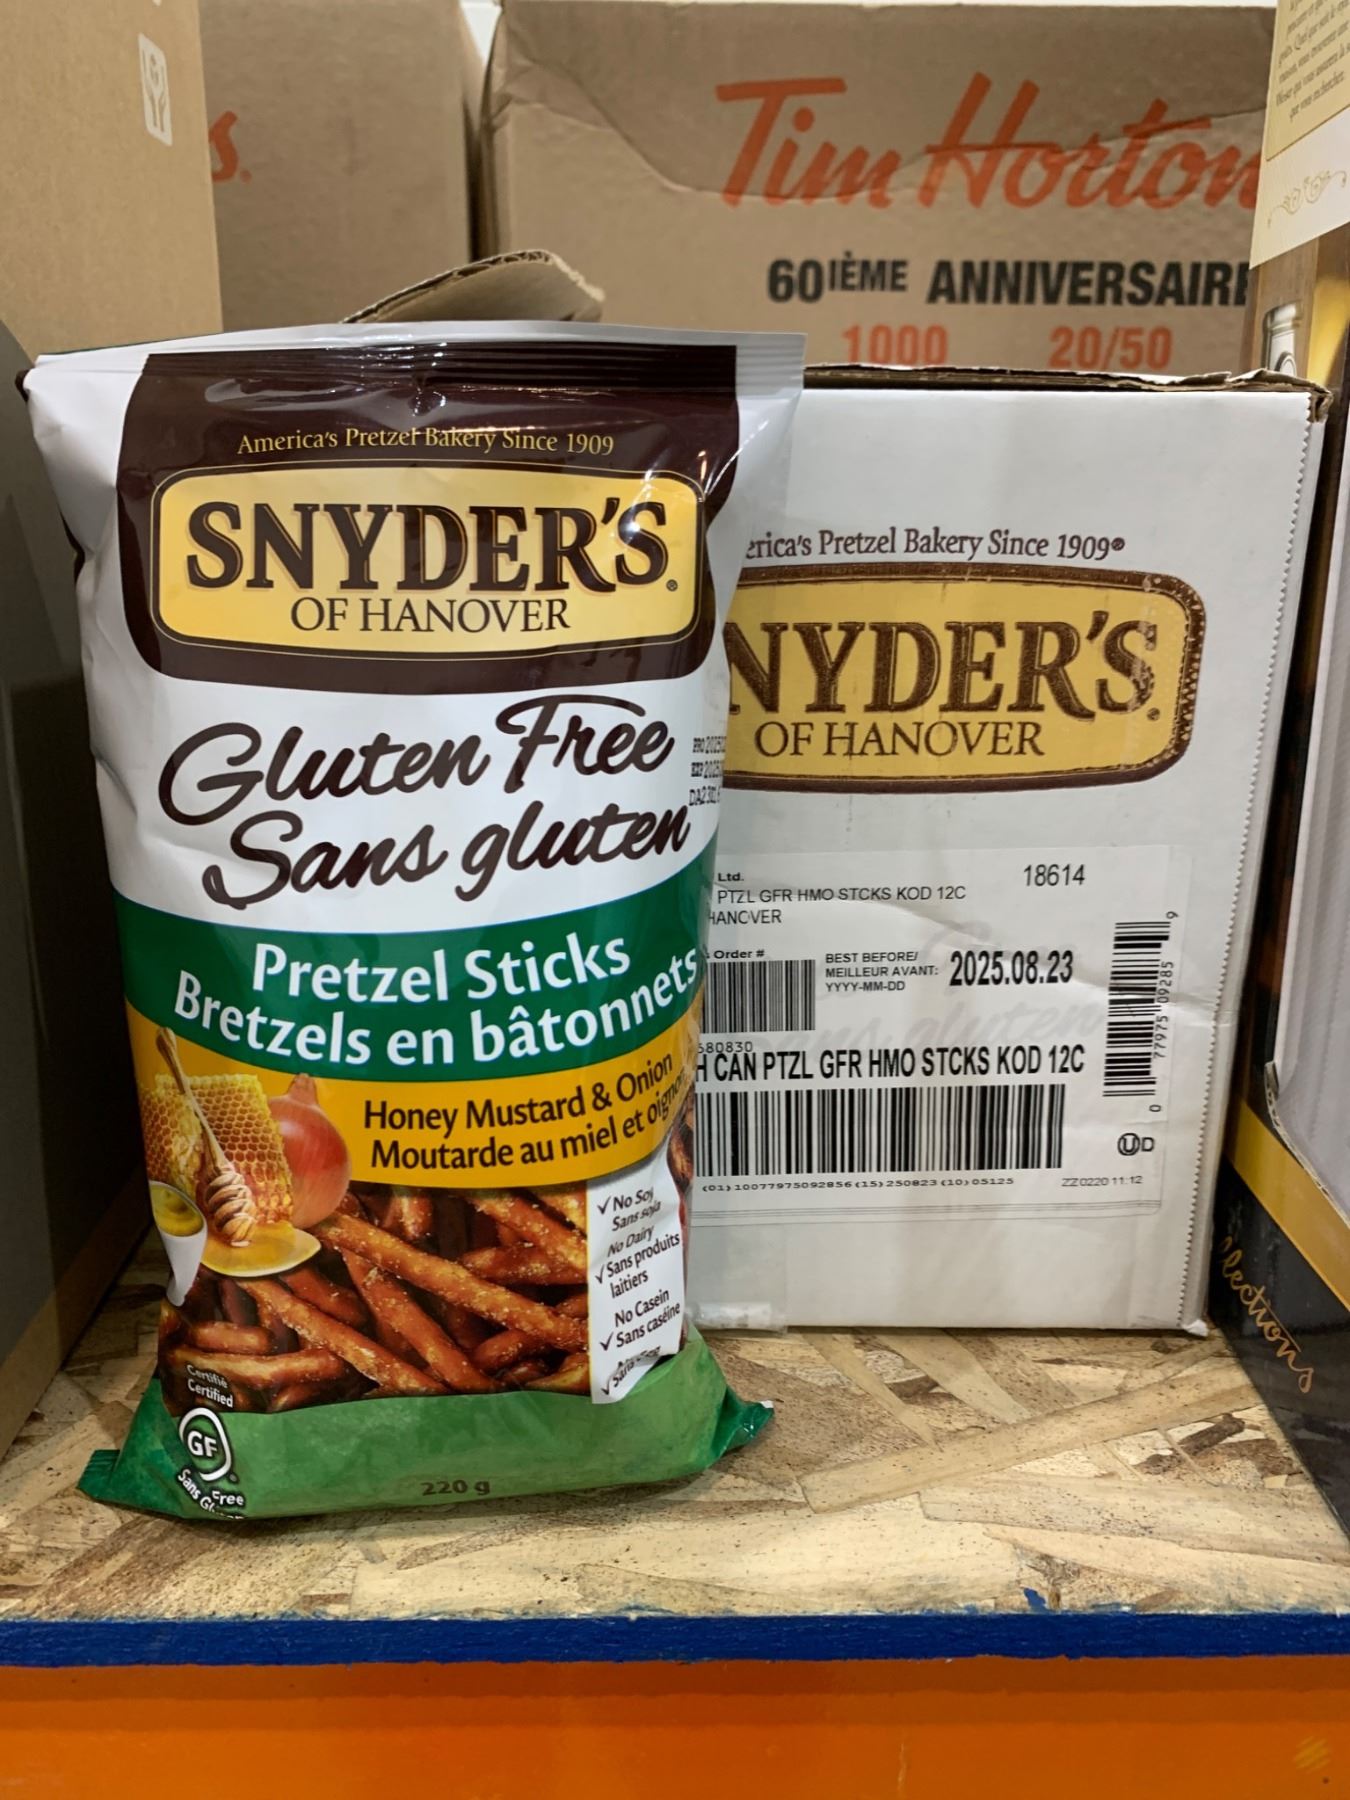 Tim Horton
s.
60IÈME ANNIVERSAIRE
1000 20/50
America's Pretzel Bakery Since 1909
SNYDER'S
OF HANOVER
Gluten Free
Sans gluten
Pretzel Sticks
Bretzels en bâtonnets
Honey Mustard & Onion
Moutarde au miel et oignon
✓ No Soy
Sans soja
No Dairy
✓ Sans produits
laitiers
No Casein
✓ Sans caséine
Certifié
Certified
GF
Free
220 g
erica's Pretzel Bakery Since 1909®
NYDER'S
OF HANOVER
Ltd. 18614
PTZL GFR HMO STCKS KOD 12C
HANOVER
Order #
BEST BEFORE/
MEILLEUR AVANT: 2025.08.23
YYYY-MM-DD
580830
H CAN PTZL GFR HMO STCKS KOD 12C
(01) 10077975092856 (15) 250823 (10) 05125
ZZ0220 11:12
0 77975 09285 9
UD